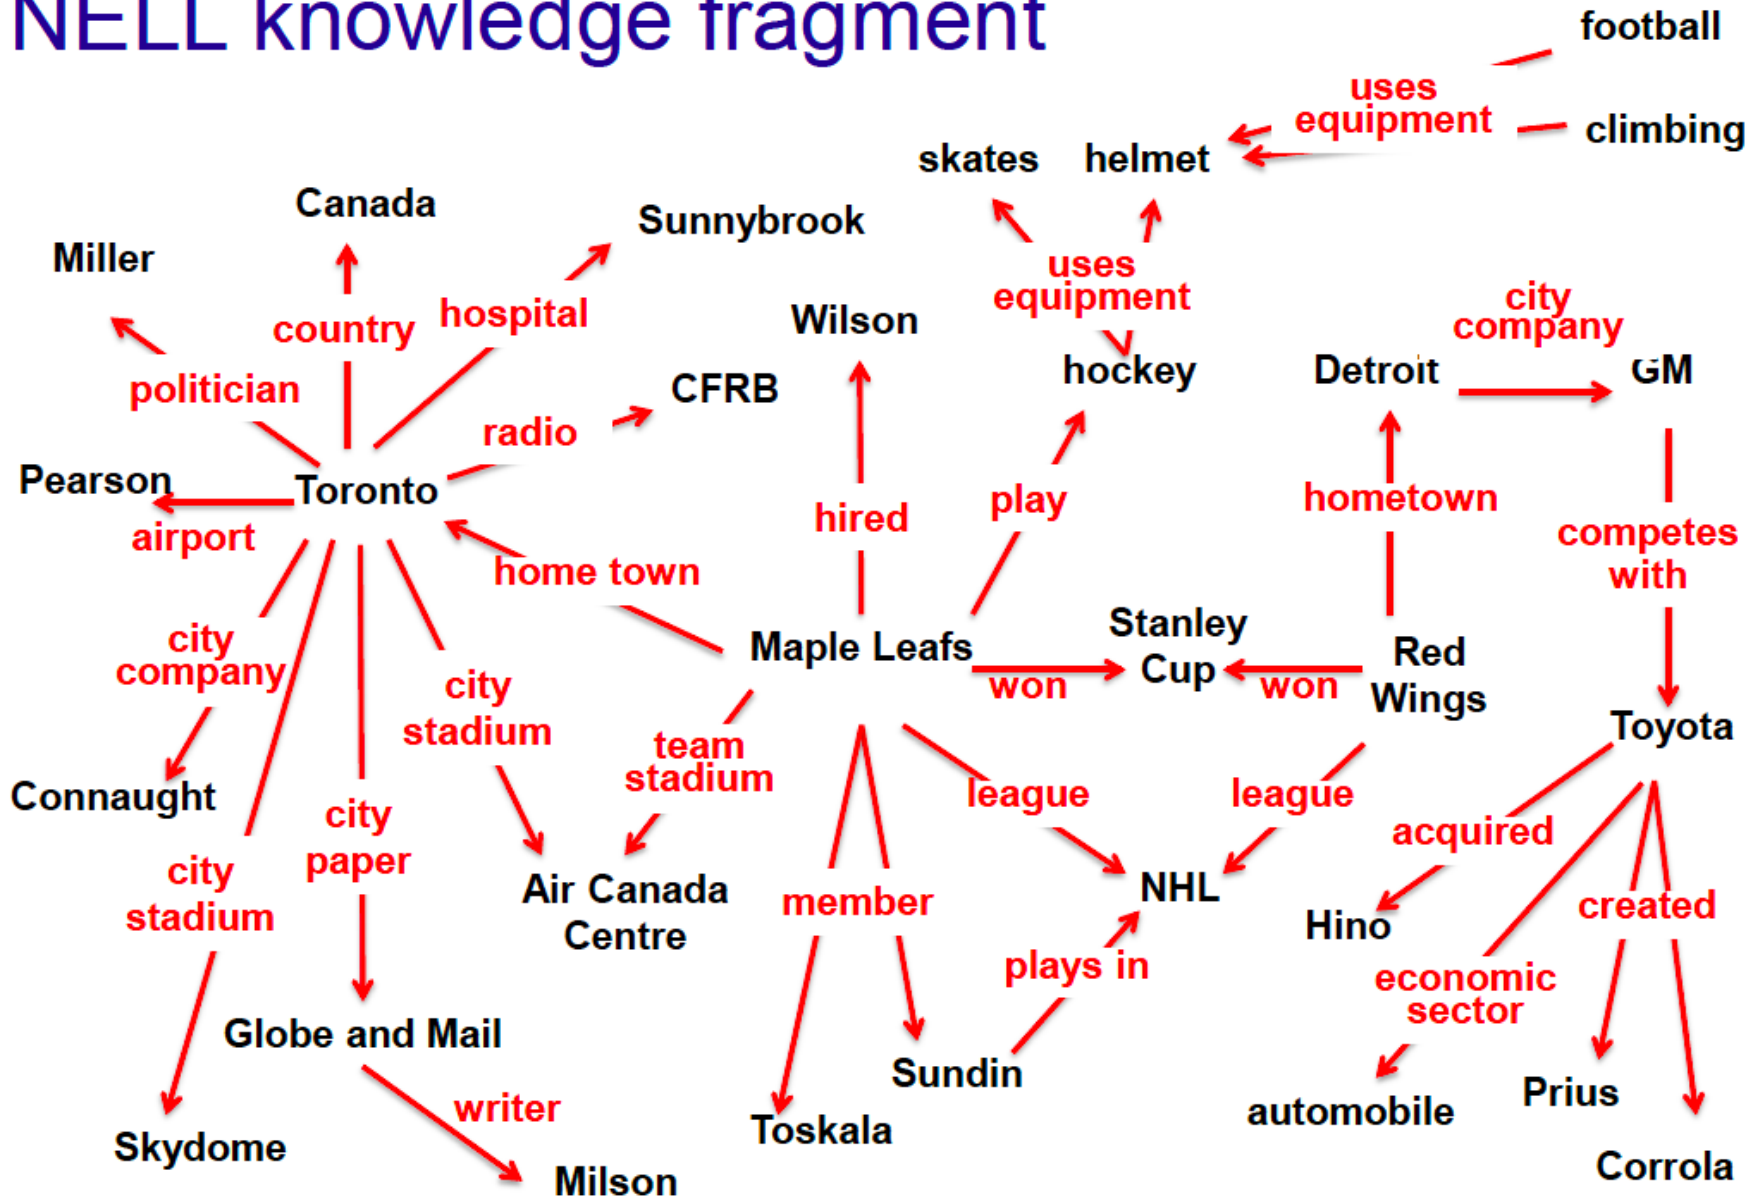 NELL knowledge fragment
football
uses
equipment
climbing
skates
helmet
Canada
Sunnybrook
Miller
uses
equipment
city
company
hospital
country
Wilson
hockey
Detroit
GM
politician
CFRB
radio
Pearson
Toronto
airport
hired
play
hometown
competes
with
home town
city
company
Maple Leafs
Stanley
Cup
won
won
Red
Wings
city
stadium
team
stadium
Toyota
Connaught
league
league
city
paper
acquired
city
stadium
Air Canada
Centre
member
NHL
Hino
created
plays in
economic
sector
Globe and Mail
Sundin
Prius
automobile
writer
Toskala
Skydome
Milson
Corrola